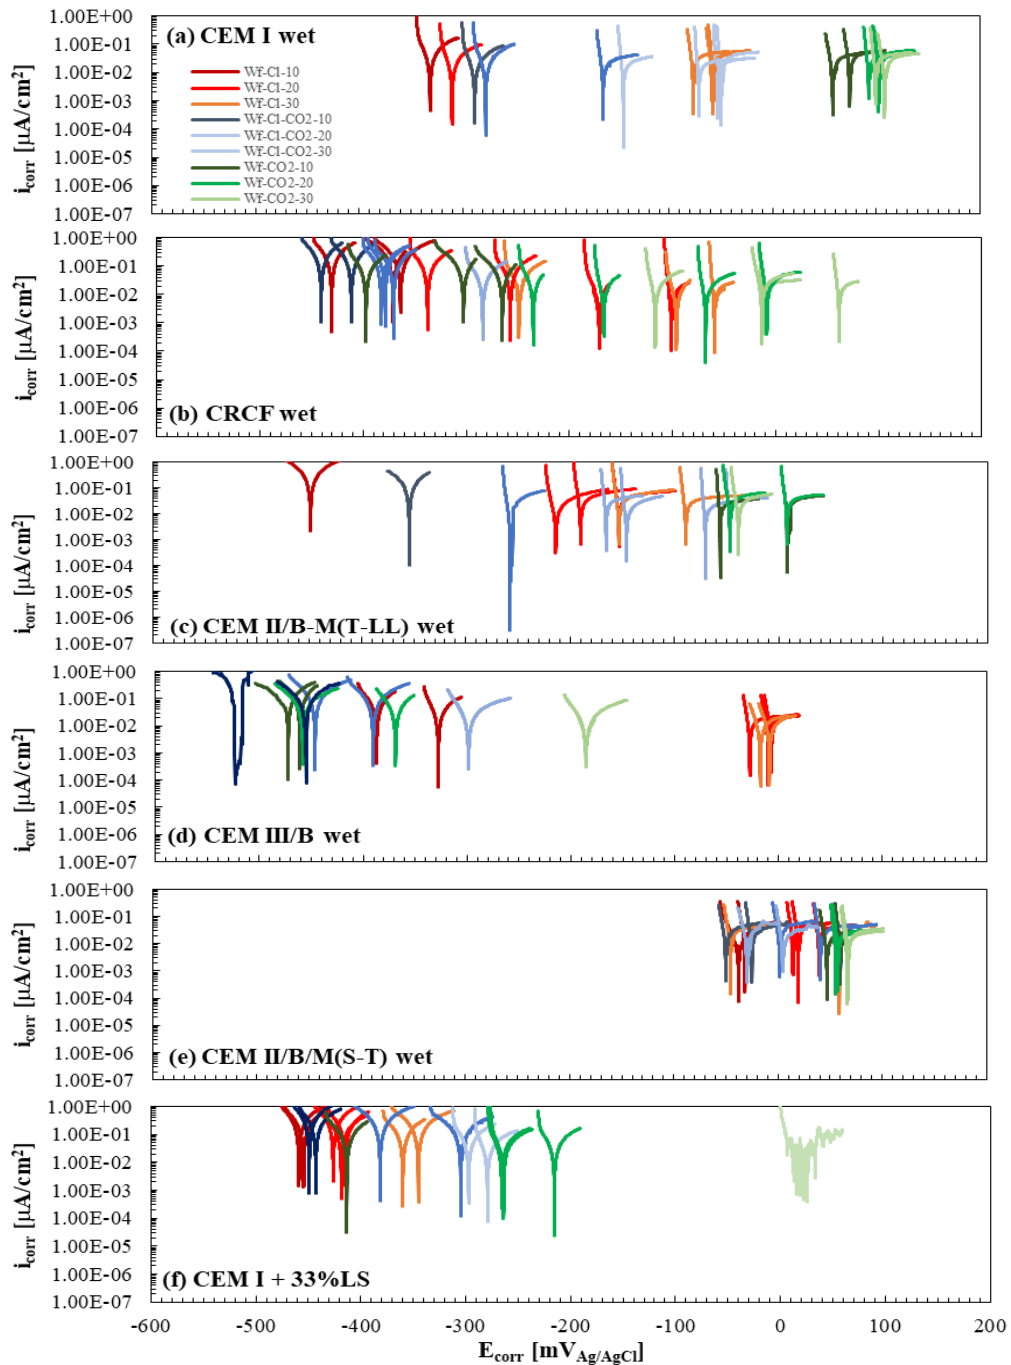 1.00E+00
1.00E-01
1.00E-02
1.00E-03
1.00E-04
1.00E-05
1.00E-06
1.00E-07
i_corr [µA/cm²]
(a) CEM I wet
Wf-Cl-10
Wf-Cl-20
Wf-Cl-30
Wf-Cl-CO2-10
Wf-Cl-CO2-20
Wf-Cl-CO2-30
Wf-CO2-10
Wf-CO2-20
Wf-CO2-30
1.00E+00
1.00E-01
1.00E-02
1.00E-03
1.00E-04
1.00E-05
1.00E-06
1.00E-07
i_corr [µA/cm²]
(b) CRCF wet
1.00E+00
1.00E-01
1.00E-02
1.00E-03
1.00E-04
1.00E-05
1.00E-06
1.00E-07
i_corr [µA/cm²]
(c) CEM II/B-M(T-LL) wet
1.00E+00
1.00E-01
1.00E-02
1.00E-03
1.00E-04
1.00E-05
1.00E-06
1.00E-07
i_corr [µA/cm²]
(d) CEM III/B wet
1.00E+00
1.00E-01
1.00E-02
1.00E-03
1.00E-04
1.00E-05
1.00E-06
1.00E-07
i_corr [µA/cm²]
(e) CEM II/B/M(S-T) wet
1.00E+00
1.00E-01
1.00E-02
1.00E-03
1.00E-04
1.00E-05
1.00E-06
1.00E-07
i_corr [µA/cm²]
(f) CEM I + 33%LS
-600 -500 -400 -300 -200 -100 0 100 200
E_corr [mV_Ag/AgCl]